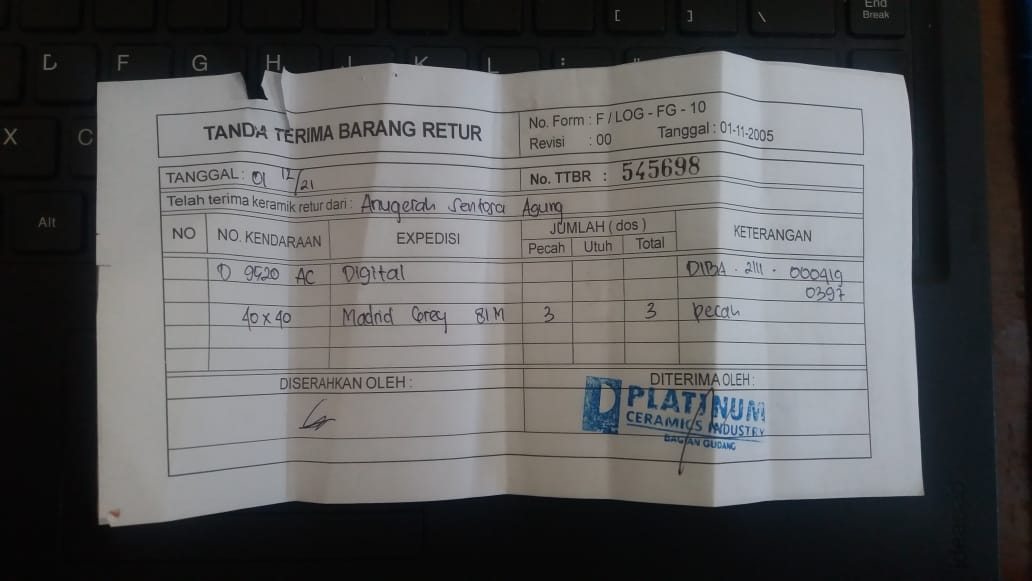 TANDA TERIMA BARANG RETUR
No. Form : F / LOG - FG - 10
Revisi : 00 Tanggal : 01-11-2005
TANGGAL : 01 12/21
No. TTBR : 545698
Telah terima keramik retur dari : Anugerah Sentosa Agung
NO NO. KENDARAAN EXPEDISI JUMLAH ( dos ) KETERANGAN
Pecah Utuh Total
D 9420 AC Digital DIBA . 2111 . 000419
0397
40 x 40 Madrid Grey 81 M 3 3 pecah
DISERAHKAN OLEH : DITERIMA OLEH :
PLATINUM
CERAMICS INDUSTRY
BAGIAN GUDANG
[ ] \ End
Break
D F G H J K L : "
X C
Alt